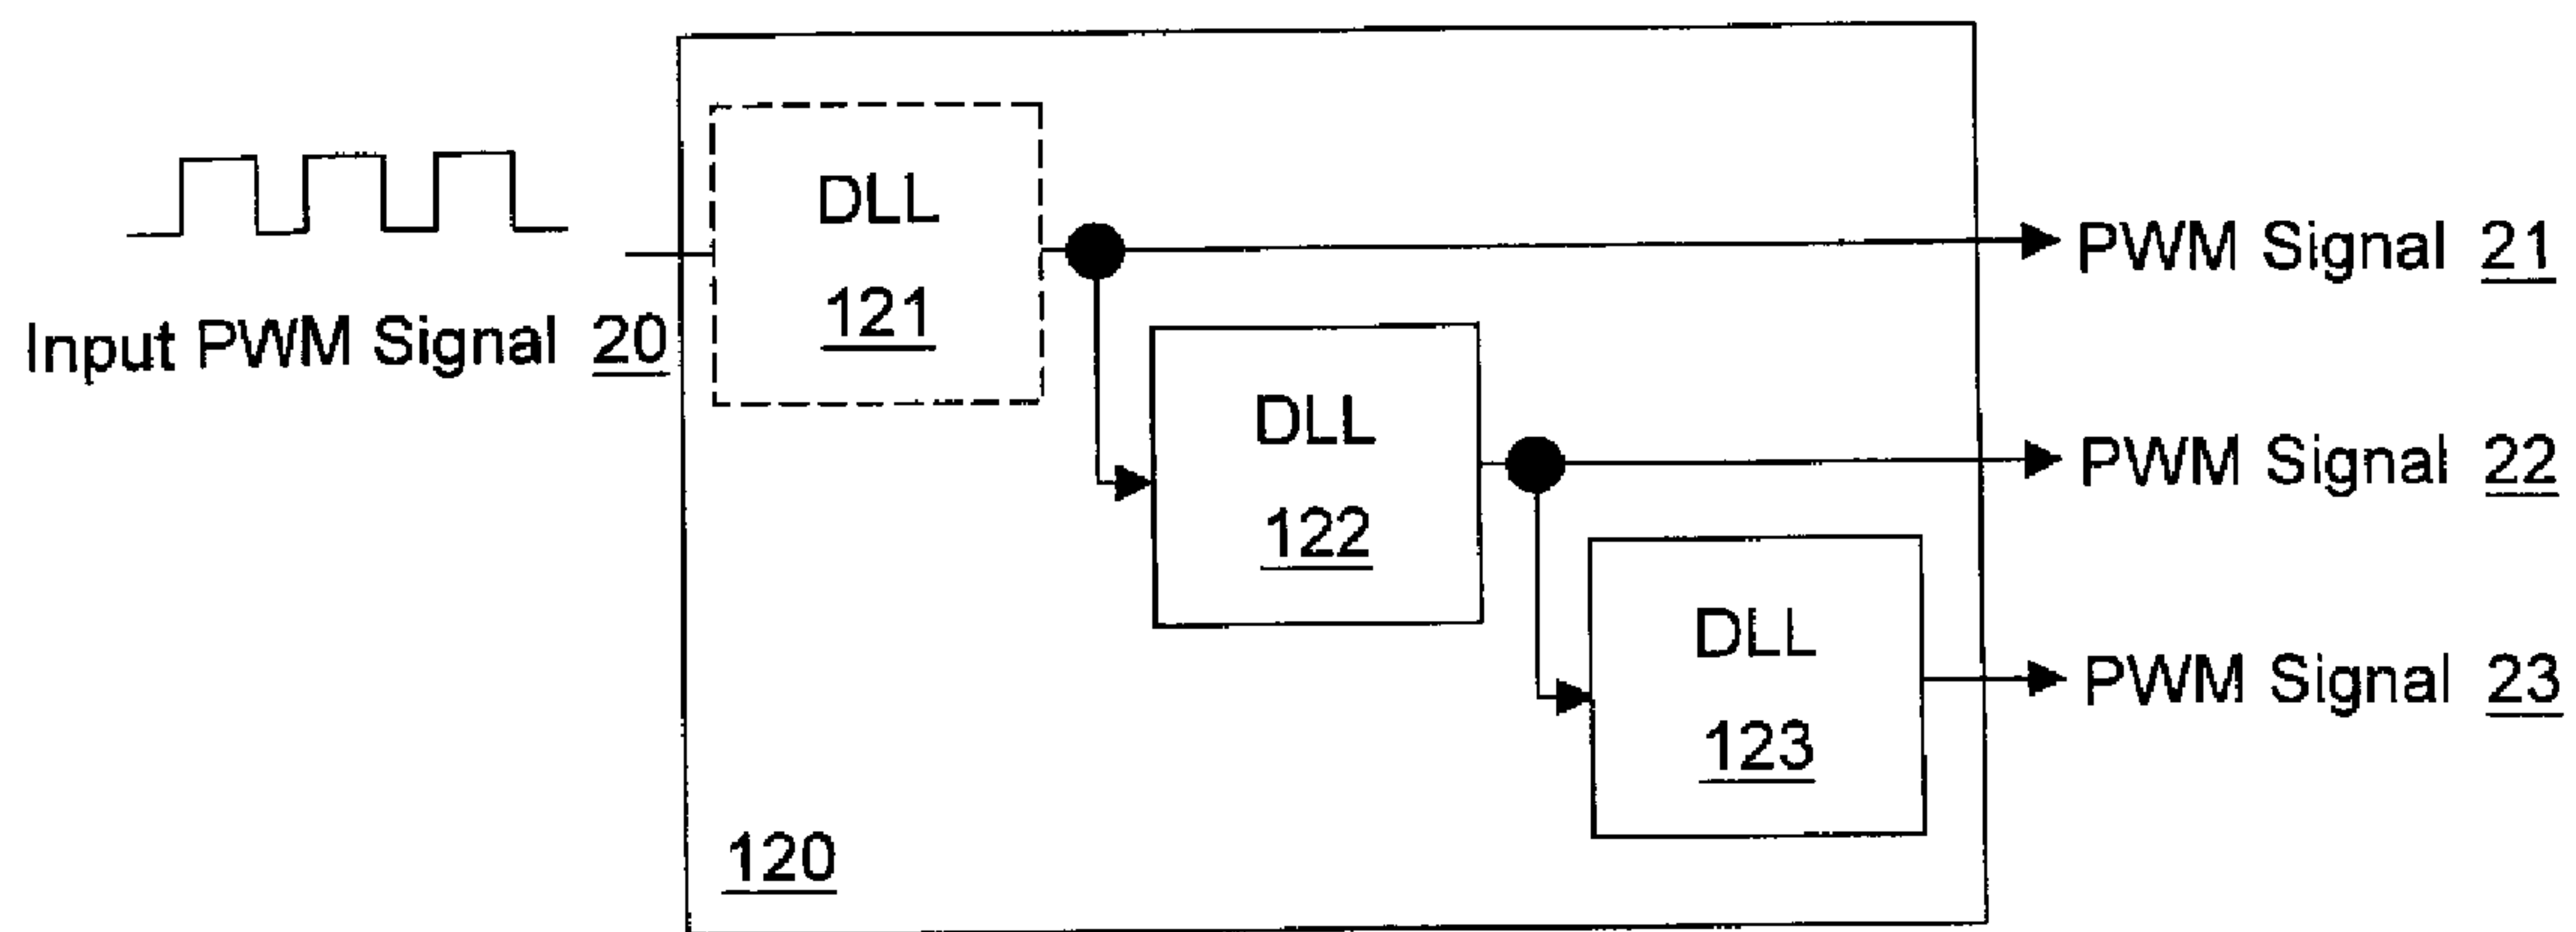 DLL
121
Input PWM Signal 20
PWM Signal 21
DLL
122
PWM Signal 22
DLL
123
PWM Signal 23
120